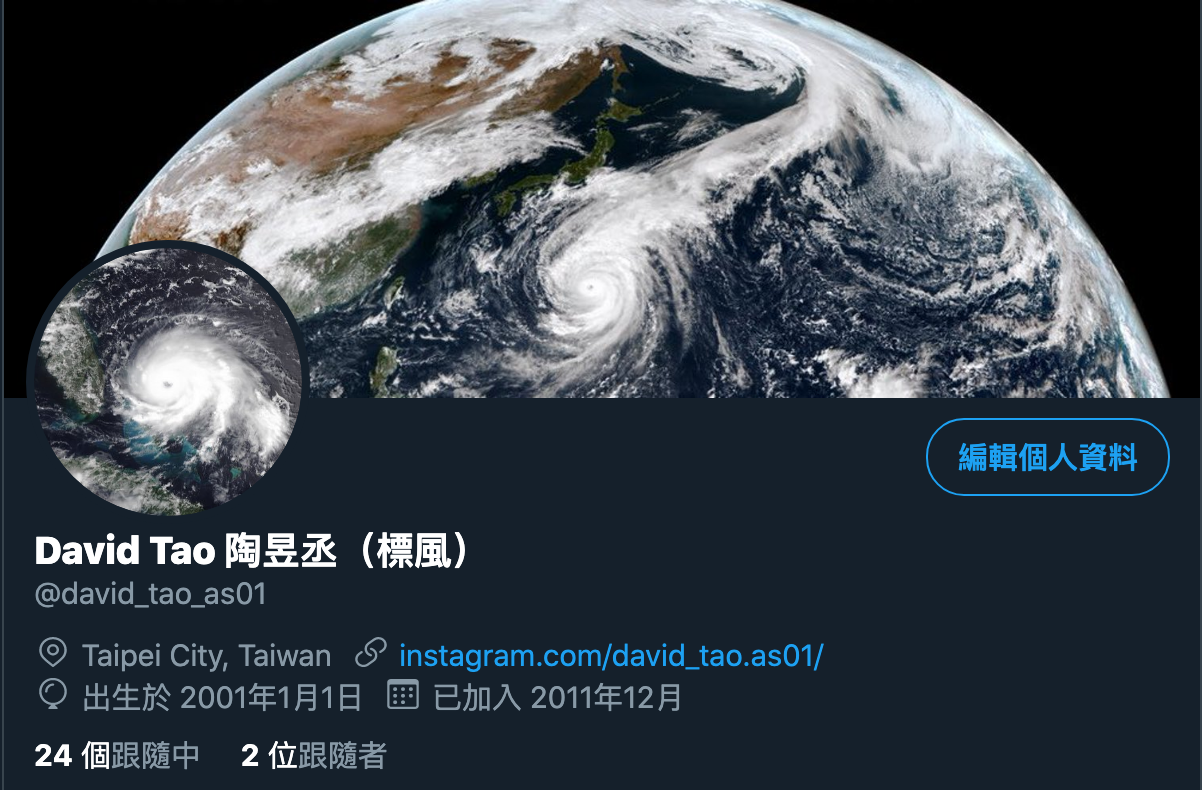 編輯個人資料
David Tao 陶昱丞（標風）
@david_tao_as01
Taipei City, Taiwan instagram.com/david_tao.as01/
出生於 2001年1月1日 已加入 2011年12月
24 個跟隨中 2 位跟隨者